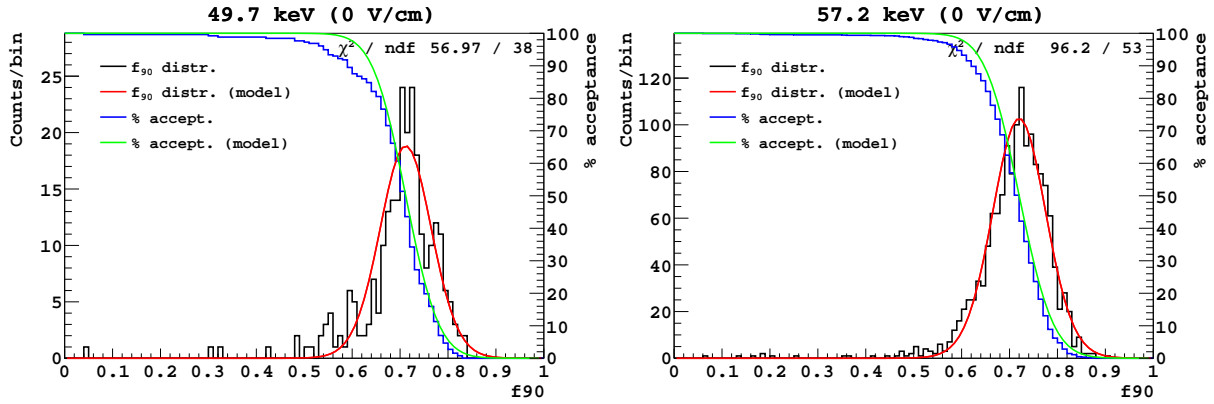 49.7 keV (0 V/cm)
χ² / ndf 56.97 / 38
f₉₀ distr.
f₉₀ distr. (model)
% accept.
% accept. (model)
Counts/bin
0
5
10
15
20
25
% acceptance
0
10
20
30
40
50
60
70
80
90
100
0 0.1 0.2 0.3 0.4 0.5 0.6 0.7 0.8 0.9 1
f90
57.2 keV (0 V/cm)
χ² / ndf 96.2 / 53
f₉₀ distr.
f₉₀ distr. (model)
% accept.
% accept. (model)
Counts/bin
0
20
40
60
80
100
120
% acceptance
0
10
20
30
40
50
60
70
80
90
100
0 0.1 0.2 0.3 0.4 0.5 0.6 0.7 0.8 0.9 1
f90